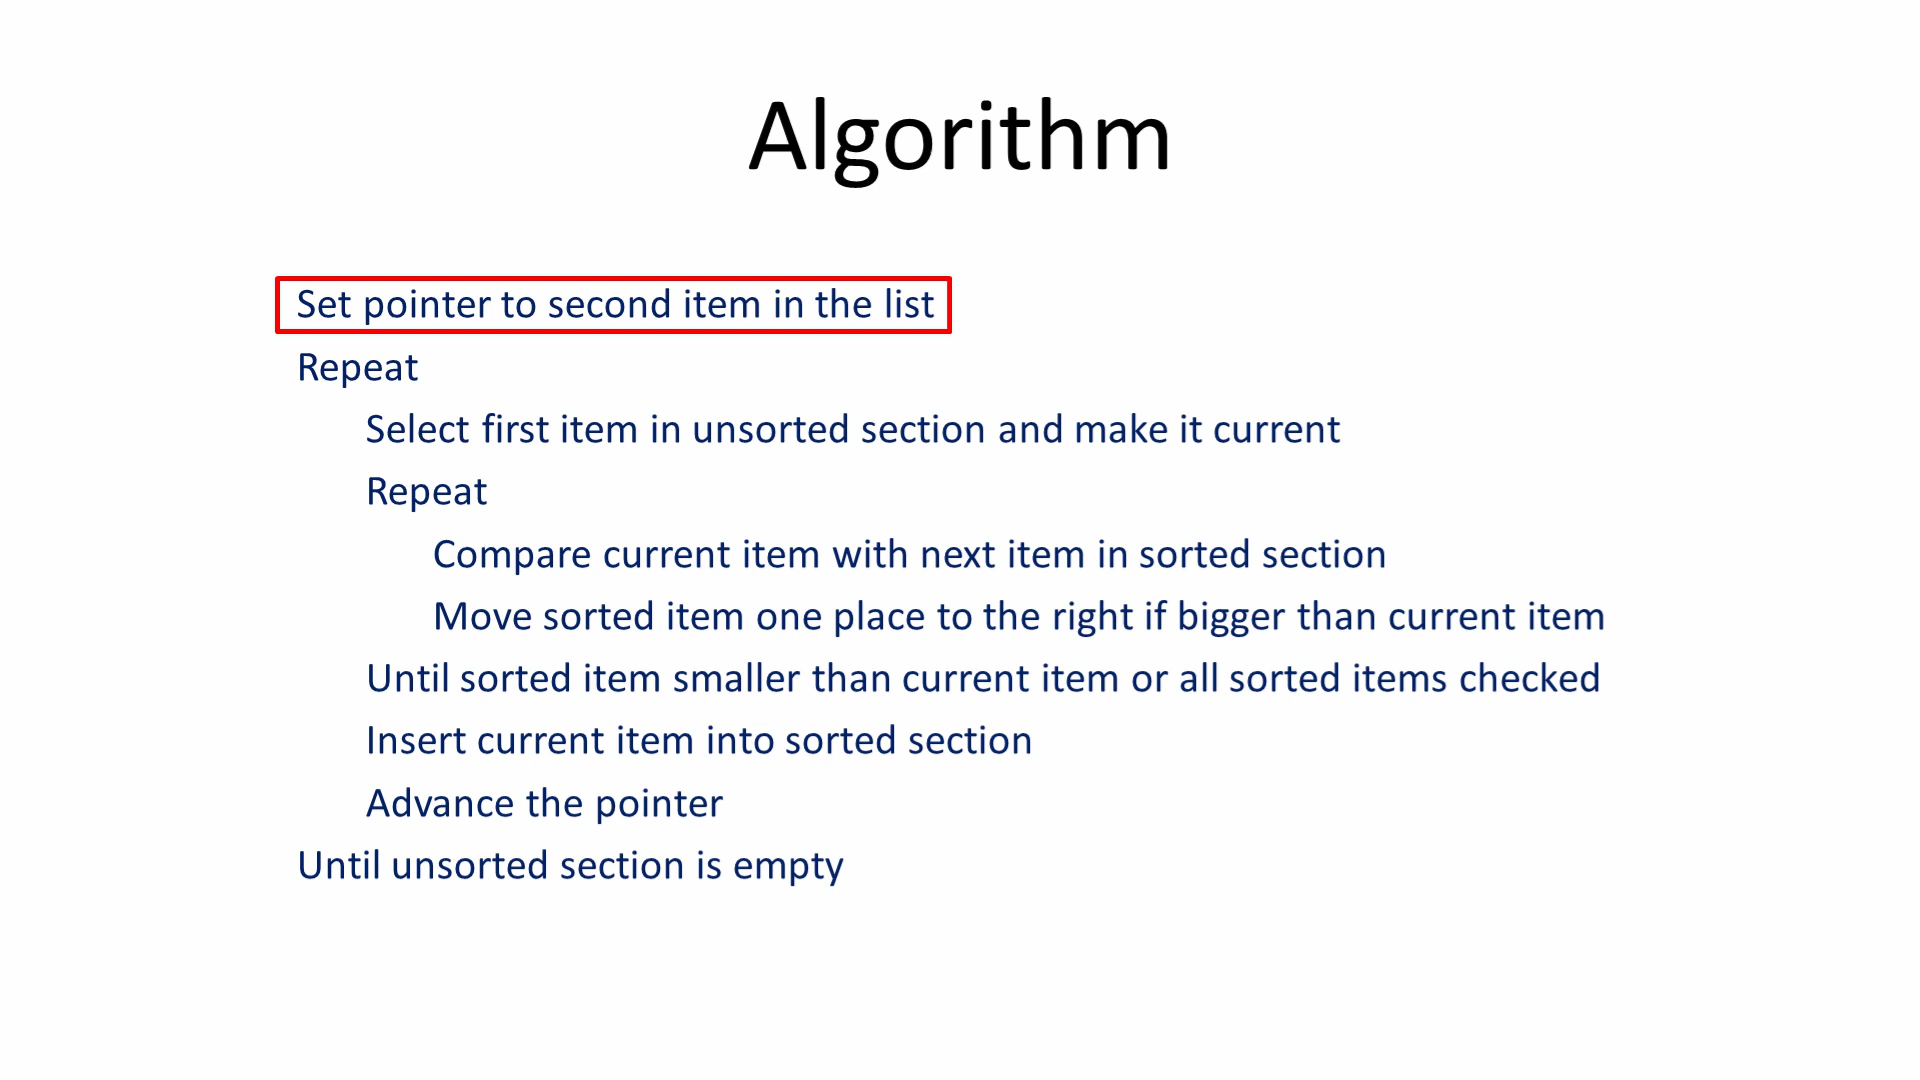 Algorithm
Set pointer to second item in the list
Repeat
Select first item in unsorted section and make it current
Repeat
Compare current item with next item in sorted section
Move sorted item one place to the right if bigger than current item
Until sorted item smaller than current item or all sorted items checked
Insert current item into sorted section
Advance the pointer
Until unsorted section is empty